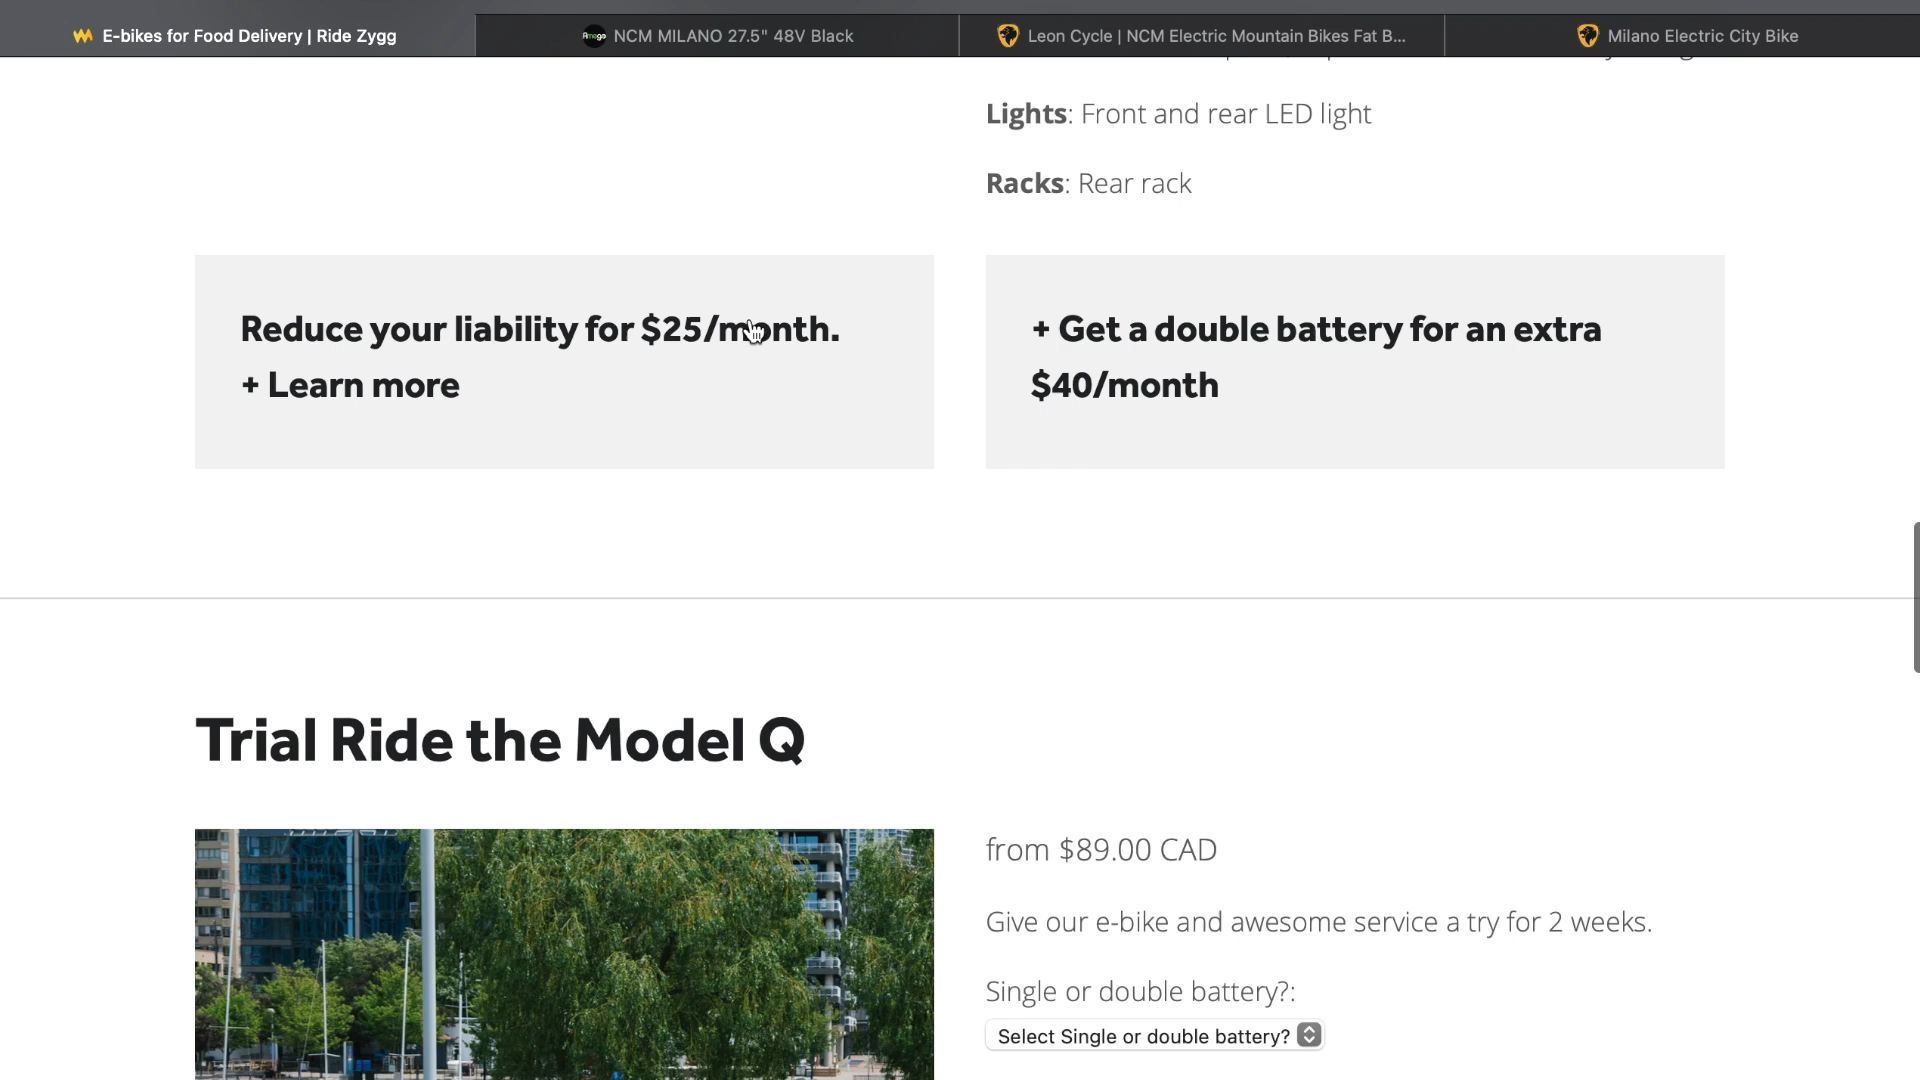 E-bikes for Food Delivery | Ride Zygg
Amego
NCM MILANO 27.5" 48V Black
Leon Cycle | NCM Electric Mountain Bikes Fat B...
Milano Electric City Bike
Lights: Front and rear LED light
Racks: Rear rack
Reduce your liability for $25/month.
+ Learn more
+ Get a double battery for an extra
$40/month
Trial Ride the Model Q
from $89.00 CAD
Give our e-bike and awesome service a try for 2 weeks.
Single or double battery?:
Select Single or double battery?